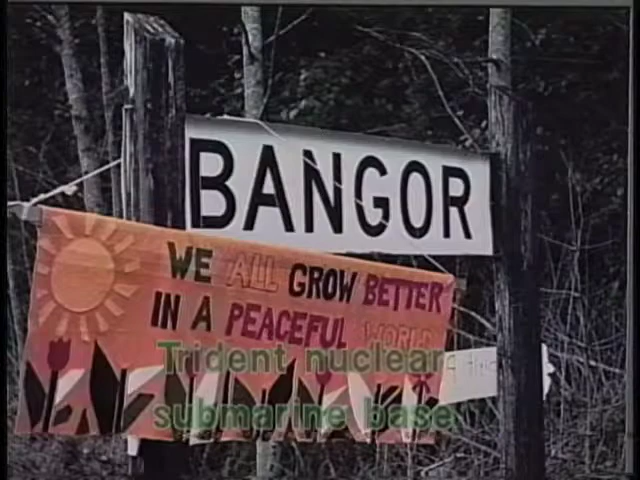 BANGOR
WE ALL GROW BETTER
IN A PEACEFUL WORLD
Trident nuclear
submarine base